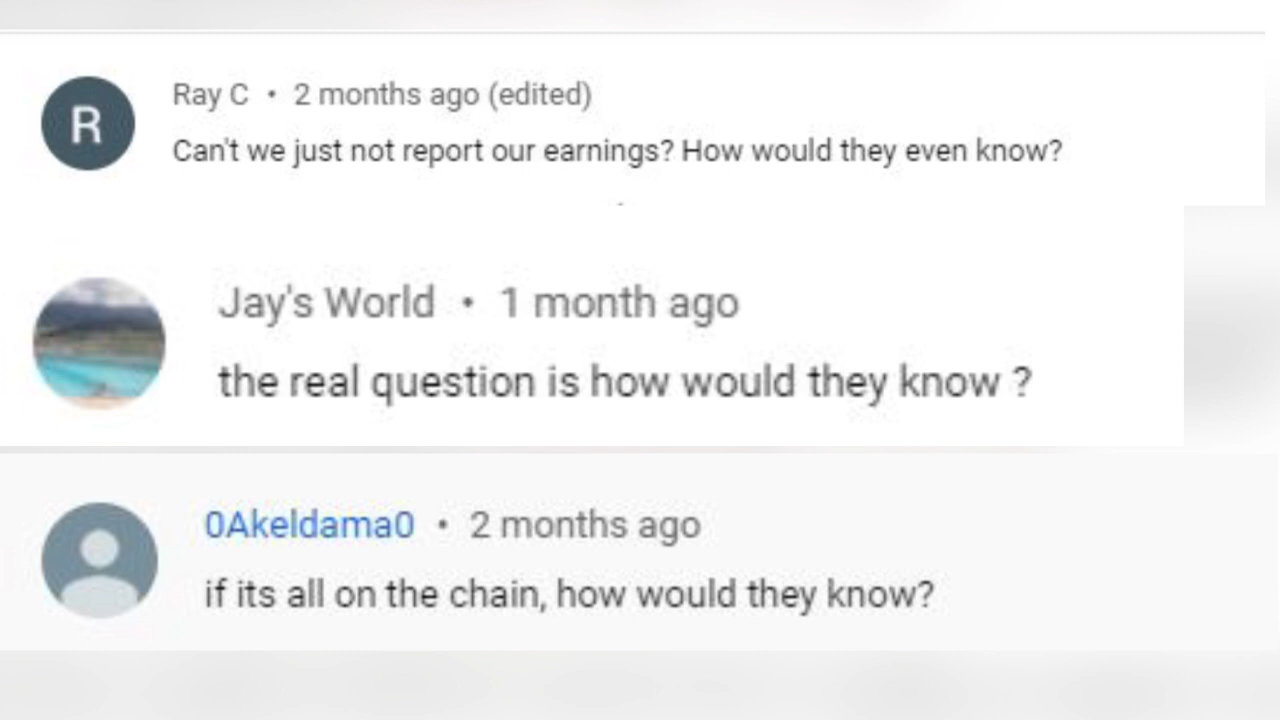 R
Ray C • 2 months ago (edited)
Can't we just not report our earnings? How would they even know?
Jay's World • 1 month ago
the real question is how would they know ?
0Akeldama0 • 2 months ago
if its all on the chain, how would they know?